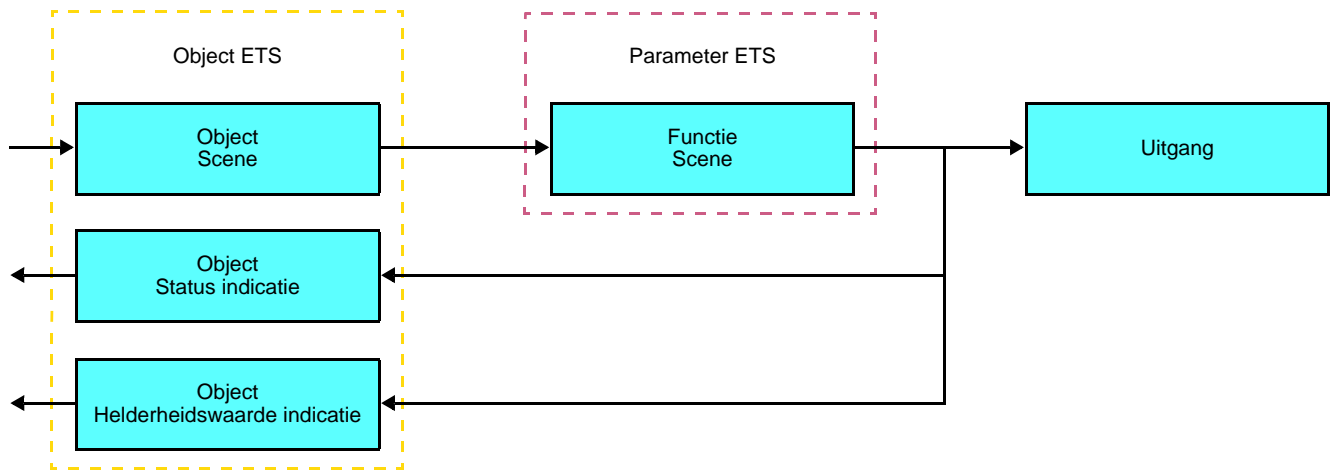 Object ETS
Parameter ETS
Object
Scene
Functie
Scene
Uitgang
Object
Status indicatie
Object
Helderheidswaarde indicatie